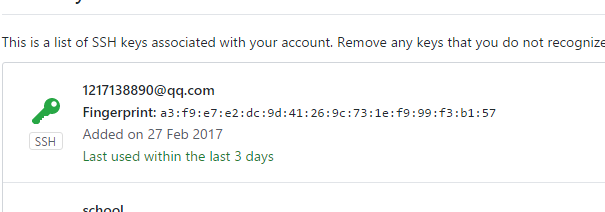 This is a list of SSH keys associated with your account. Remove any keys that you do not recognize
1217138890@qq.com
Fingerprint: a3:f9:e7:e2:dc:9d:41:26:9c:73:1e:f9:99:f3:b1:57
SSH
Added on 27 Feb 2017
Last used within the last 3 days
school